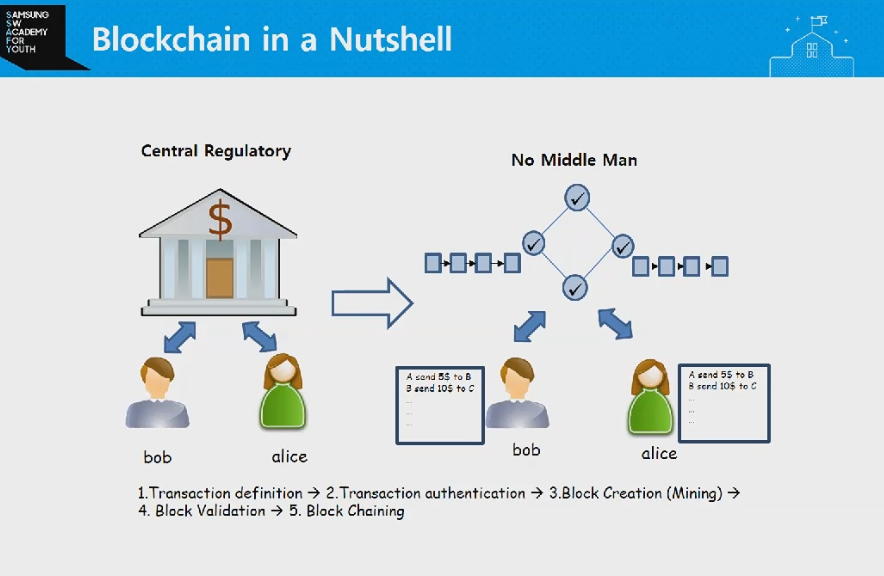 SAMSUNG
SW
ACADEMY
FOR
YOUTH
Blockchain in a Nutshell
Central Regulatory
No Middle Man
$
A send 5$ to B
B send 10$ to C
...
...
...
A send 5$ to B
B send 10$ to C
...
...
...
bob
alice
bob
alice
1.Transaction definition → 2.Transaction authentication → 3.Block Creation (Mining) →
4. Block Validation → 5. Block Chaining